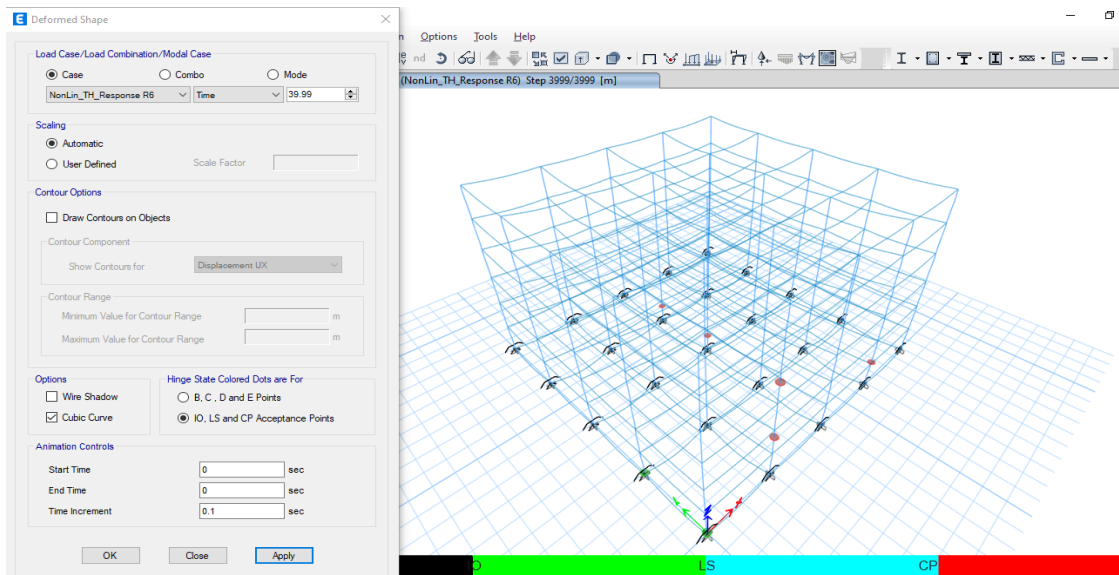 Deformed Shape
Options Tools Help
Load Case/Load Combination/Modal Case
Case Combo Mode
NonLin_TH_Response R6 Time 39.99
nd
(NonLin_TH_Response R6) Step 3999/3999 [m]
Scaling
Automatic
User Defined Scale Factor
Contour Options
Draw Contours on Objects
Contour Component
Show Contours for Displacement UX
Contour Range
Minimum Value for Contour Range m
Maximum Value for Contour Range m
Options
Wire Shadow
Cubic Curve
Hinge State Colored Dots are For
B, C , D and E Points
IO, LS and CP Acceptance Points
Animation Controls
Start Time 0 sec
End Time 0 sec
Time Increment 0.1 sec
OK Close Apply
LS CP